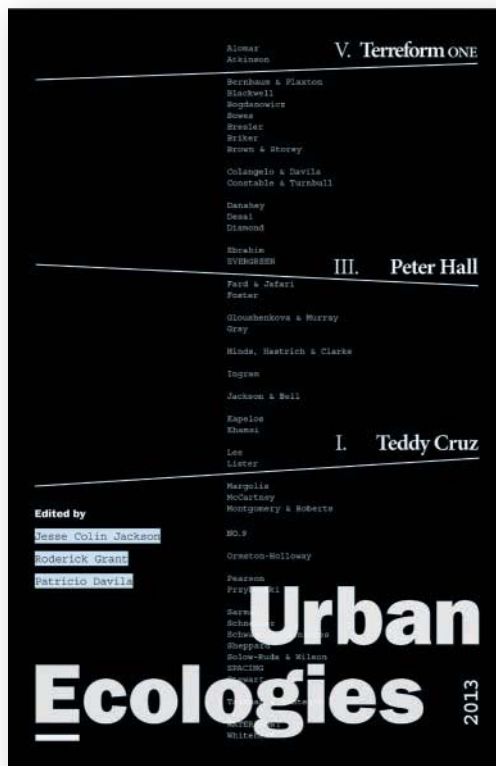 Alomar
Atkinson
V. Terreform ONE
Bernbaum & Plaxton
Blackwell
Bogdanowicz
Bowes
Bresler
Briker
Brown & Storey
Colangelo & Davila
Constable & Turnbull
Danahey
Desai
Diamond
Ebrahim
EVERGREEN
III. Peter Hall
Fard & Jafari
Foster
Gloushenkova & Murray
Gray
Hinds, Hastrich & Clarke
Ingram
Jackson & Bell
Kapelos
Khamsi
I. Teddy Cruz
Lee
Lister
Margolis
McCartney
Montgomery & Roberts
NO.9
Ormston-Holloway
Pearson
Sheppard
Solow-Ruda & Wilson
SPACING
Edited by
Jesse Colin Jackson
Roderick Grant
Patricio Davila
Urban
Ecologies
2013